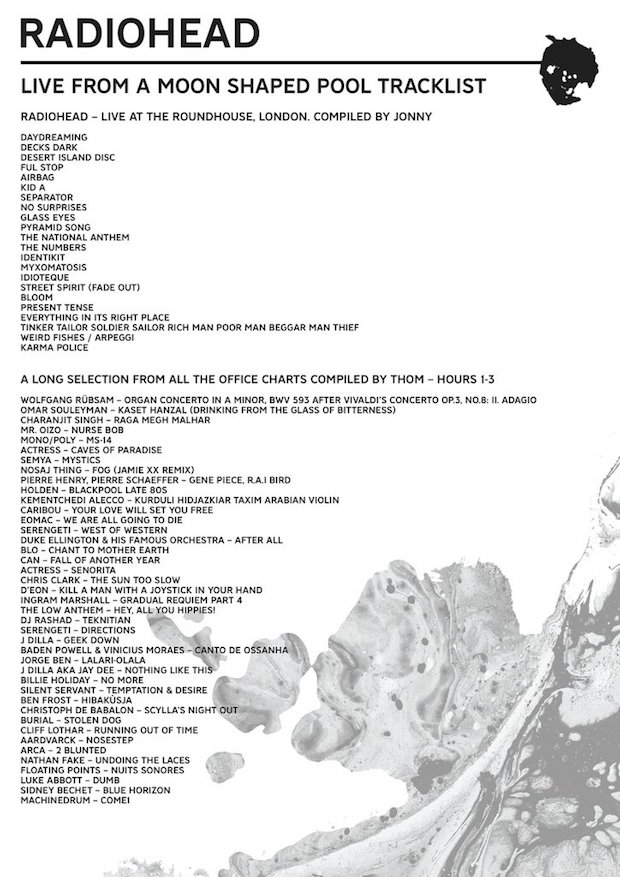 RADIOHEAD
LIVE FROM A MOON SHAPED POOL TRACKLIST
RADIOHEAD – LIVE AT THE ROUNDHOUSE, LONDON. COMPILED BY JONNY
DAYDREAMING
DECKS DARK
DESERT ISLAND DISC
FUL STOP
AIRBAG
KID A
SEPARATOR
NO SURPRISES
GLASS EYES
PYRAMID SONG
THE NATIONAL ANTHEM
THE NUMBERS
IDENTIKIT
MYXOMATOSIS
IDIOTEQUE
STREET SPIRIT (FADE OUT)
BLOOM
PRESENT TENSE
EVERYTHING IN ITS RIGHT PLACE
TINKER TAILOR SOLDIER SAILOR RICH MAN POOR MAN BEGGAR MAN THIEF
WEIRD FISHES / ARPEGGI
KARMA POLICE
A LONG SELECTION FROM ALL THE OFFICE CHARTS COMPILED BY THOM – HOURS 1-3
WOLFGANG RÜBSAM – ORGAN CONCERTO IN A MINOR, BWV 593 AFTER VIVALDI'S CONCERTO OP.3, NO.8: II. ADAGIO
OMAR SOULEYMAN – KASET HANZAL (DRINKING FROM THE GLASS OF BITTERNESS)
CHARANJIT SINGH – RAGA MEGH MALHAR
MR. OIZO – NURSE BOB
MONO/POLY – MS-14
ACTRESS – CAVES OF PARADISE
SEMYA – MYSTICS
NOSAJ THING – FOG (JAMIE XX REMIX)
PIERRE HENRY, PIERRE SCHAEFFER – GENE PIECE, R.A.I BIRD
HOLDEN – BLACKPOOL LATE 80S
KEMENTCHEDI ALECCO – KURDULI HIDJAZKIAR TAXIM ARABIAN VIOLIN
CARIBOU – YOUR LOVE WILL SET YOU FREE
EOMAC – WE ARE ALL GOING TO DIE
SERENGETI – WEST OF WESTERN
DUKE ELLINGTON & HIS FAMOUS ORCHESTRA – AFTER ALL
BLO – CHANT TO MOTHER EARTH
CAN – FALL OF ANOTHER YEAR
ACTRESS – SENORITA
CHRIS CLARK – THE SUN TOO SLOW
D'EON – KILL A MAN WITH A JOYSTICK IN YOUR HAND
INGRAM MARSHALL – GRADUAL REQUIEM PART 4
THE LOW ANTHEM – HEY, ALL YOU HIPPIES!
DJ RASHAD – TEKNITIAN
SERENGETI – DIRECTIONS
J DILLA – GEEK DOWN
BADEN POWELL & VINICIUS MORAES – CANTO DE OSSANHA
JORGE BEN – LALARI-OLALA
J DILLA AKA JAY DEE – NOTHING LIKE THIS
BILLIE HOLIDAY – NO MORE
SILENT SERVANT – TEMPTATION & DESIRE
BEN FROST – HIBAKÚSJA
CHRISTOPH DE BABALON – SCYLLA'S NIGHT OUT
BURIAL – STOLEN DOG
CLIFF LOTHAR – RUNNING OUT OF TIME
AARDVARCK – NOSESTEP
ARCA – 2 BLUNTED
NATHAN FAKE – UNDOING THE LACES
FLOATING POINTS – NUITS SONORES
LUKE ABBOTT – DUMB
SIDNEY BECHET – BLUE HORIZON
MACHINEDRUM – COME1